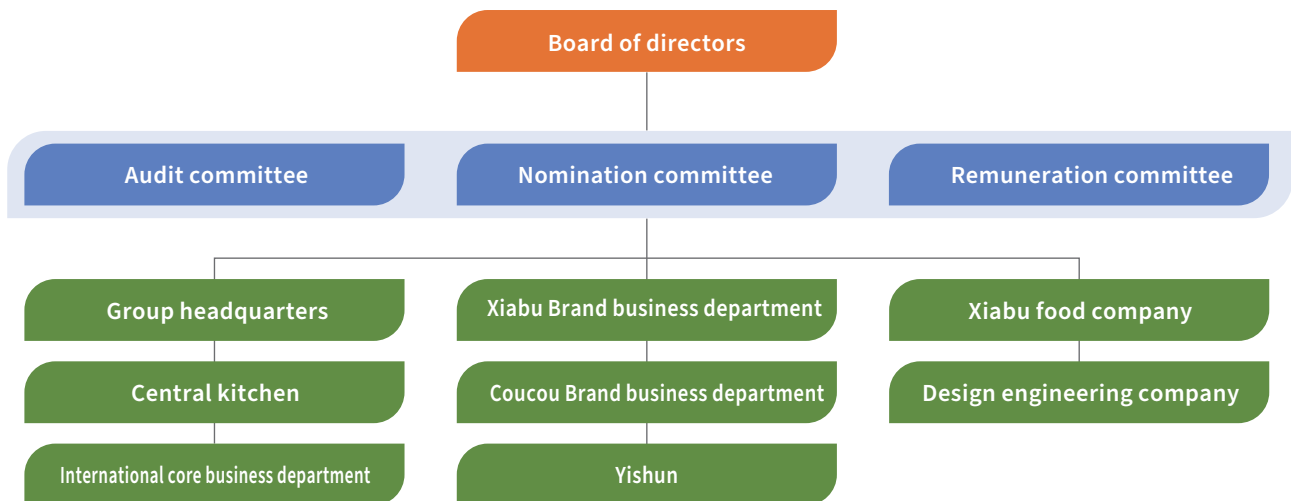 Board of directors
Audit committee
Nomination committee
Remuneration committee
Group headquarters
Xiabu Brand business department
Xiabu food company
Central kitchen
Coucou Brand business department
Design engineering company
International core business department
Yishun